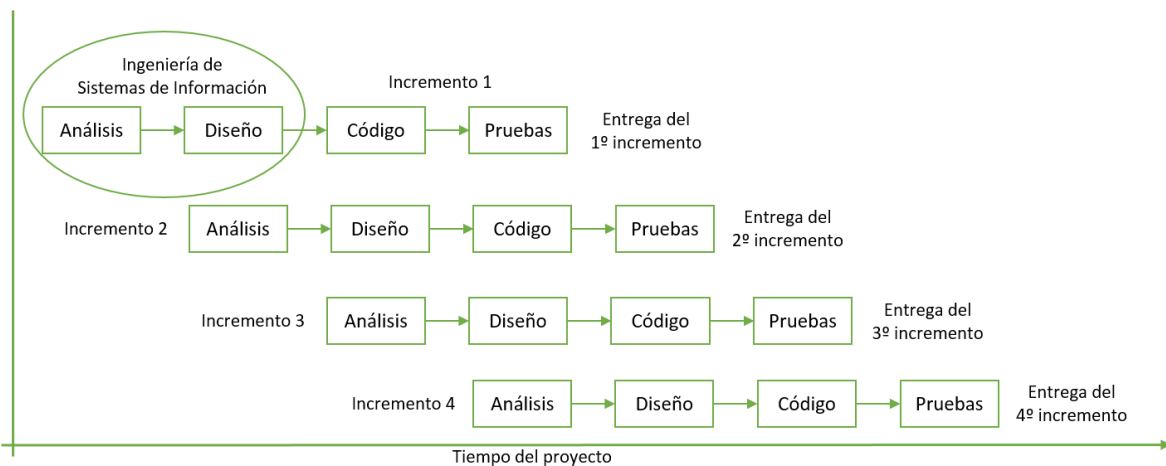 Ingeniería de
Sistemas de Información
Incremento 1
Análisis
Diseño
Código
Pruebas
Entrega del
1º incremento
Incremento 2
Análisis
Diseño
Código
Pruebas
Entrega del
2º incremento
Incremento 3
Análisis
Diseño
Código
Pruebas
Entrega del
3º incremento
Incremento 4
Análisis
Diseño
Código
Pruebas
Entrega del
4º incremento
Tiempo del proyecto